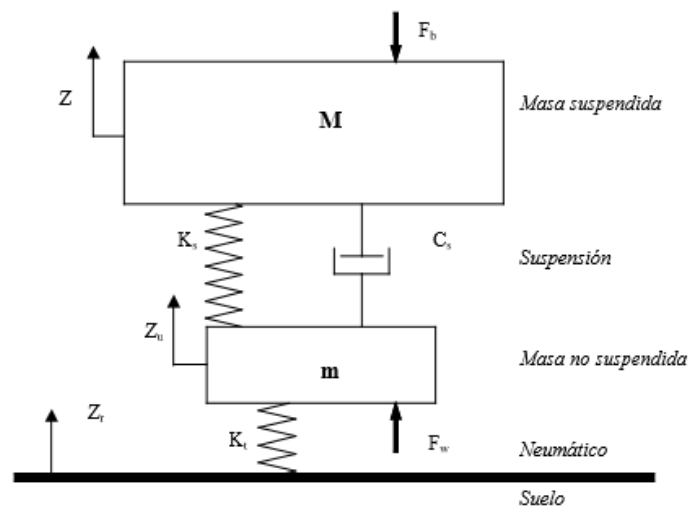 F_b
Z
M
Masa suspendida
K_s
C_s
Suspensión
Z_u
m
Masa no suspendida
Z_r
K_t
F_w
Neumático
Suelo